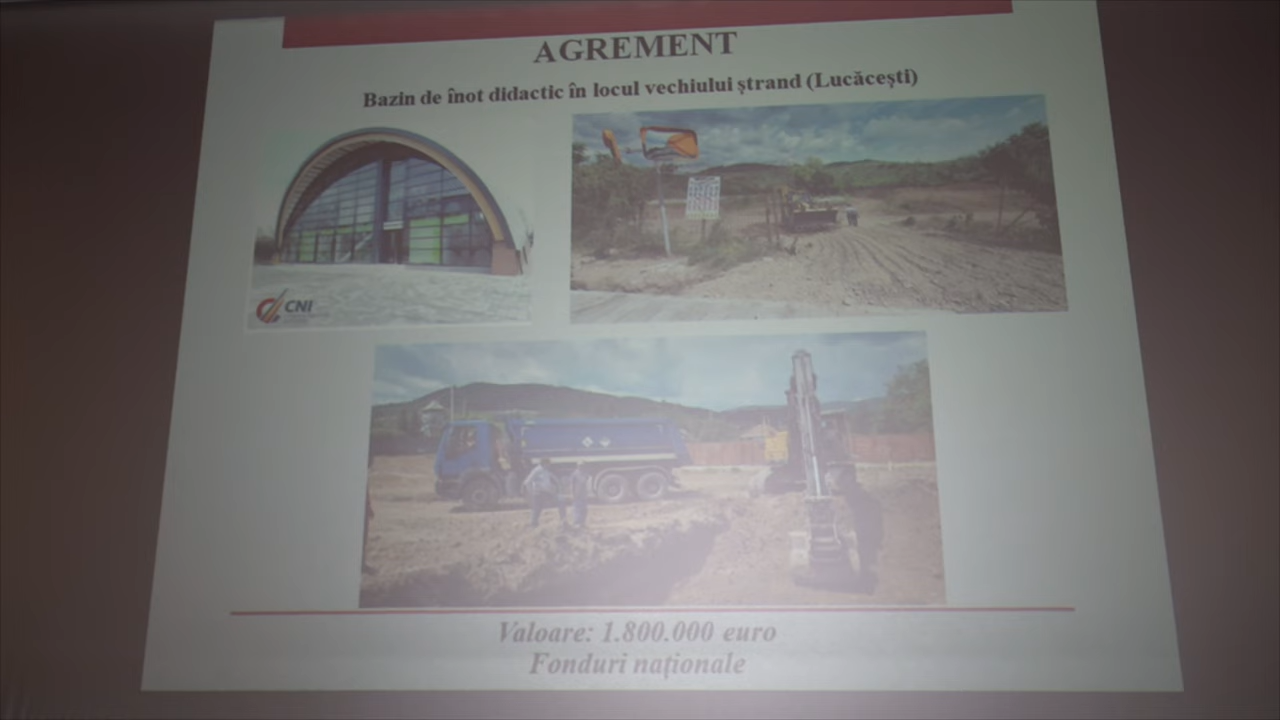 AGREMENT
Bazin de înot didactic în locul vechiului ștrand (Lucăcești)
CNI
Valoare: 1.800.000 euro
Fonduri naționale